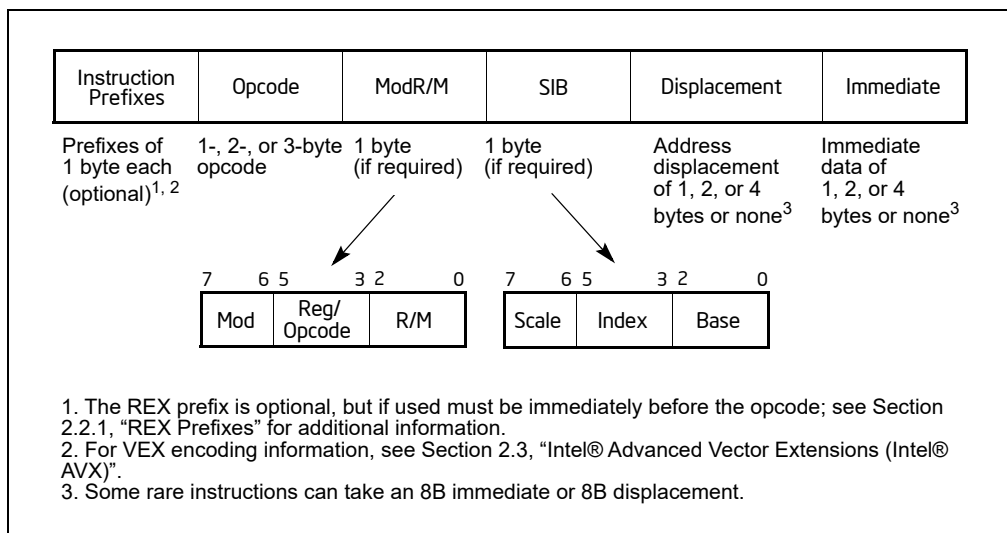 Instruction Prefixes Opcode ModR/M SIB Displacement Immediate
Prefixes of
1 byte each
(optional)1, 2
1-, 2-, or 3-byte
opcode
1 byte
(if required)
1 byte
(if required)
Address
displacement
of 1, 2, or 4
bytes or none3
Immediate
data of
1, 2, or 4
bytes or none3
7 6 5 3 2 0
Mod Reg/Opcode R/M
7 6 5 3 2 0
Scale Index Base
1. The REX prefix is optional, but if used must be immediately before the opcode; see Section
2.2.1, “REX Prefixes” for additional information.
2. For VEX encoding information, see Section 2.3, “Intel® Advanced Vector Extensions (Intel®
AVX)”.
3. Some rare instructions can take an 8B immediate or 8B displacement.